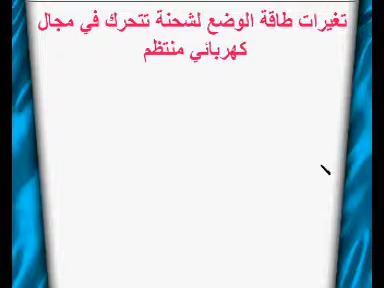 تغيرات طاقة الوضع لشحنة تتحرك في مجال
كهربائي منتظم